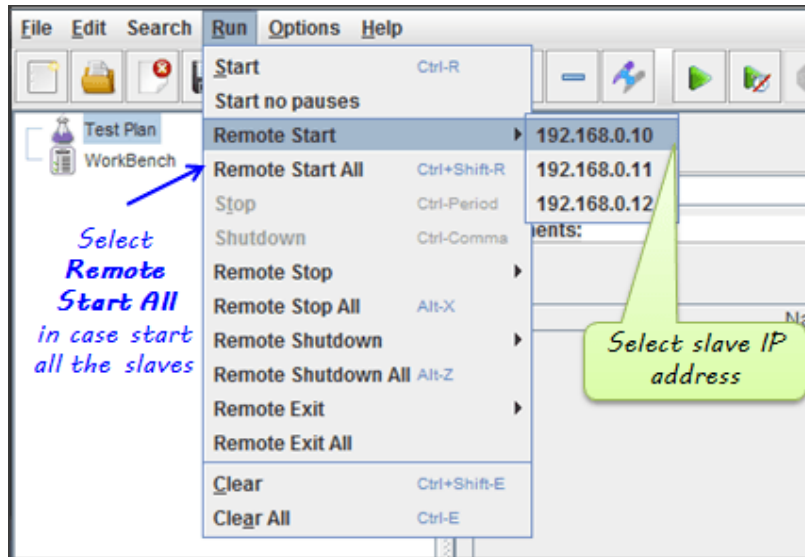 File Edit Search Run Options Help
Start Ctrl-R
Start no pauses
Test Plan
WorkBench
Remote Start
192.168.0.10
192.168.0.11
192.168.0.12
Remote Start All Ctrl+Shift-R
Stop Ctrl-Period
Shutdown Ctrl-Comma
Remote Stop
Remote Stop All Alt-X
Remote Shutdown
Remote Shutdown All Alt-Z
Remote Exit
Remote Exit All
Clear Ctrl+Shift-E
Clear All Ctrl-E
Select
Remote
Start All
in case start
all the slaves
ents:
Na
Select slave IP
address